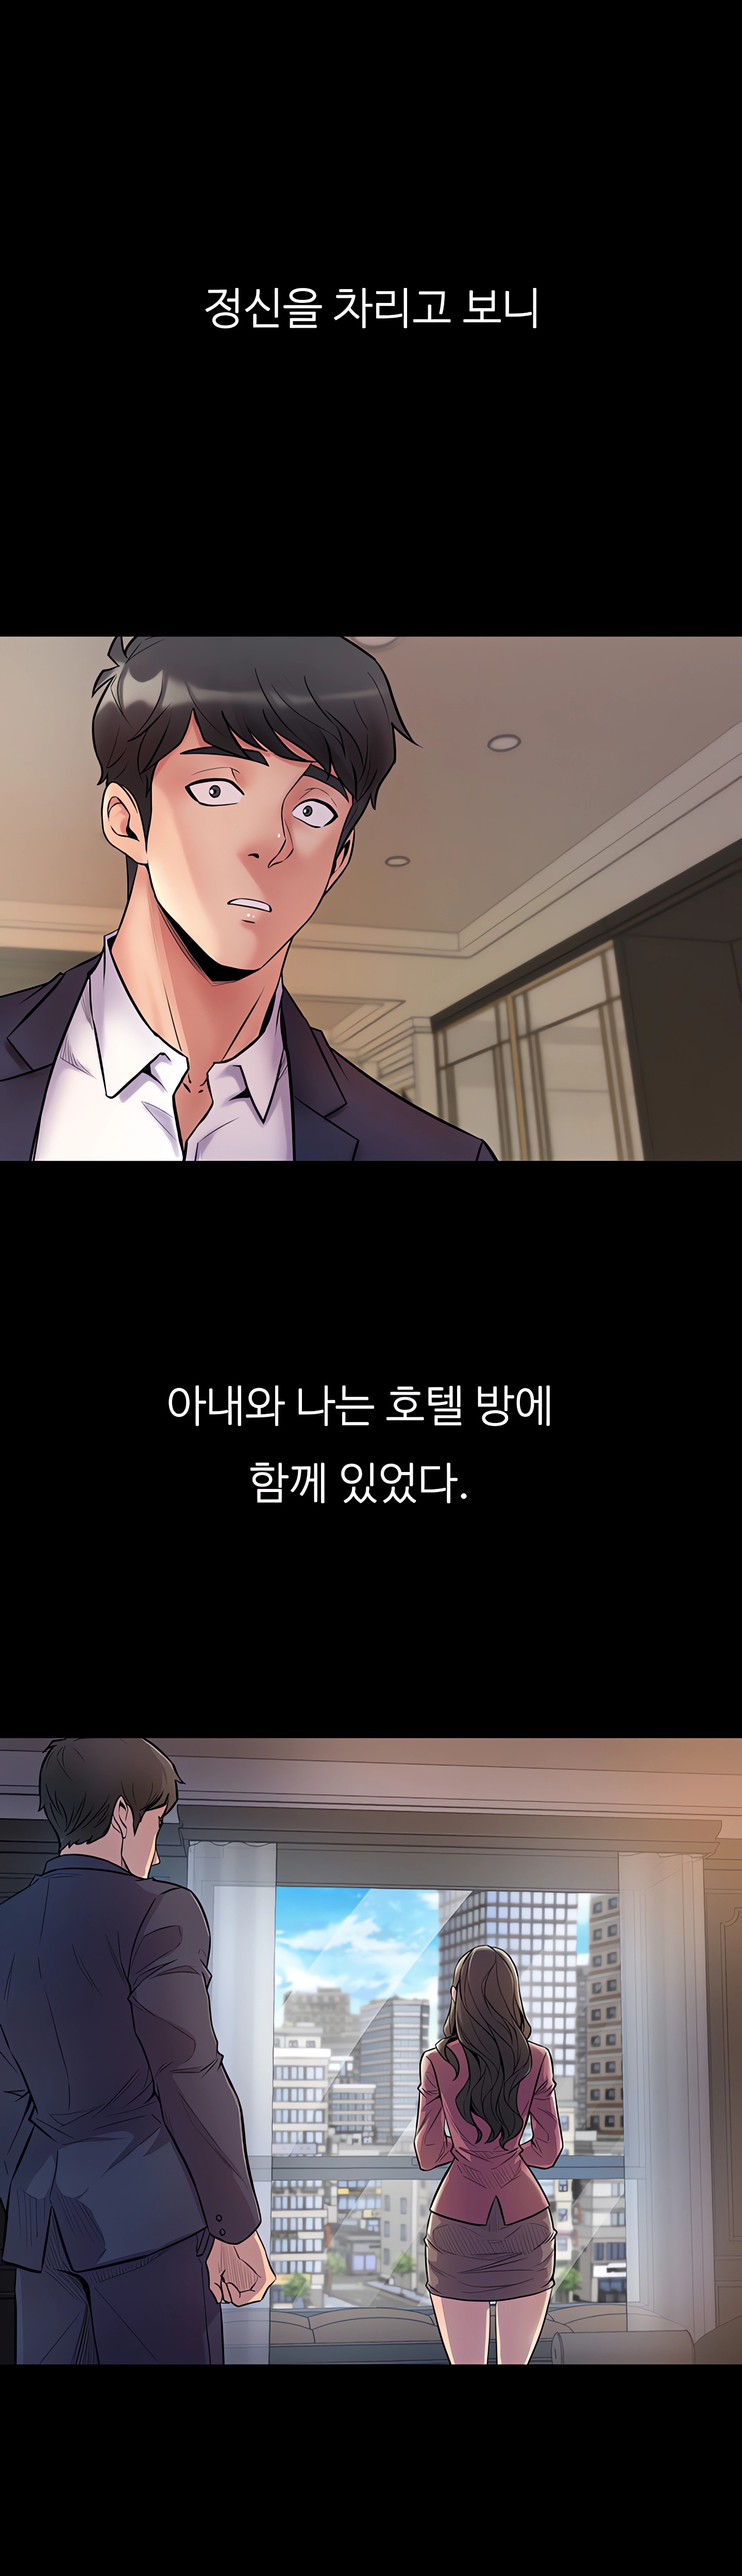 정신을 차리고 보니
아내와 나는 호텔 방에
함께 있었다.